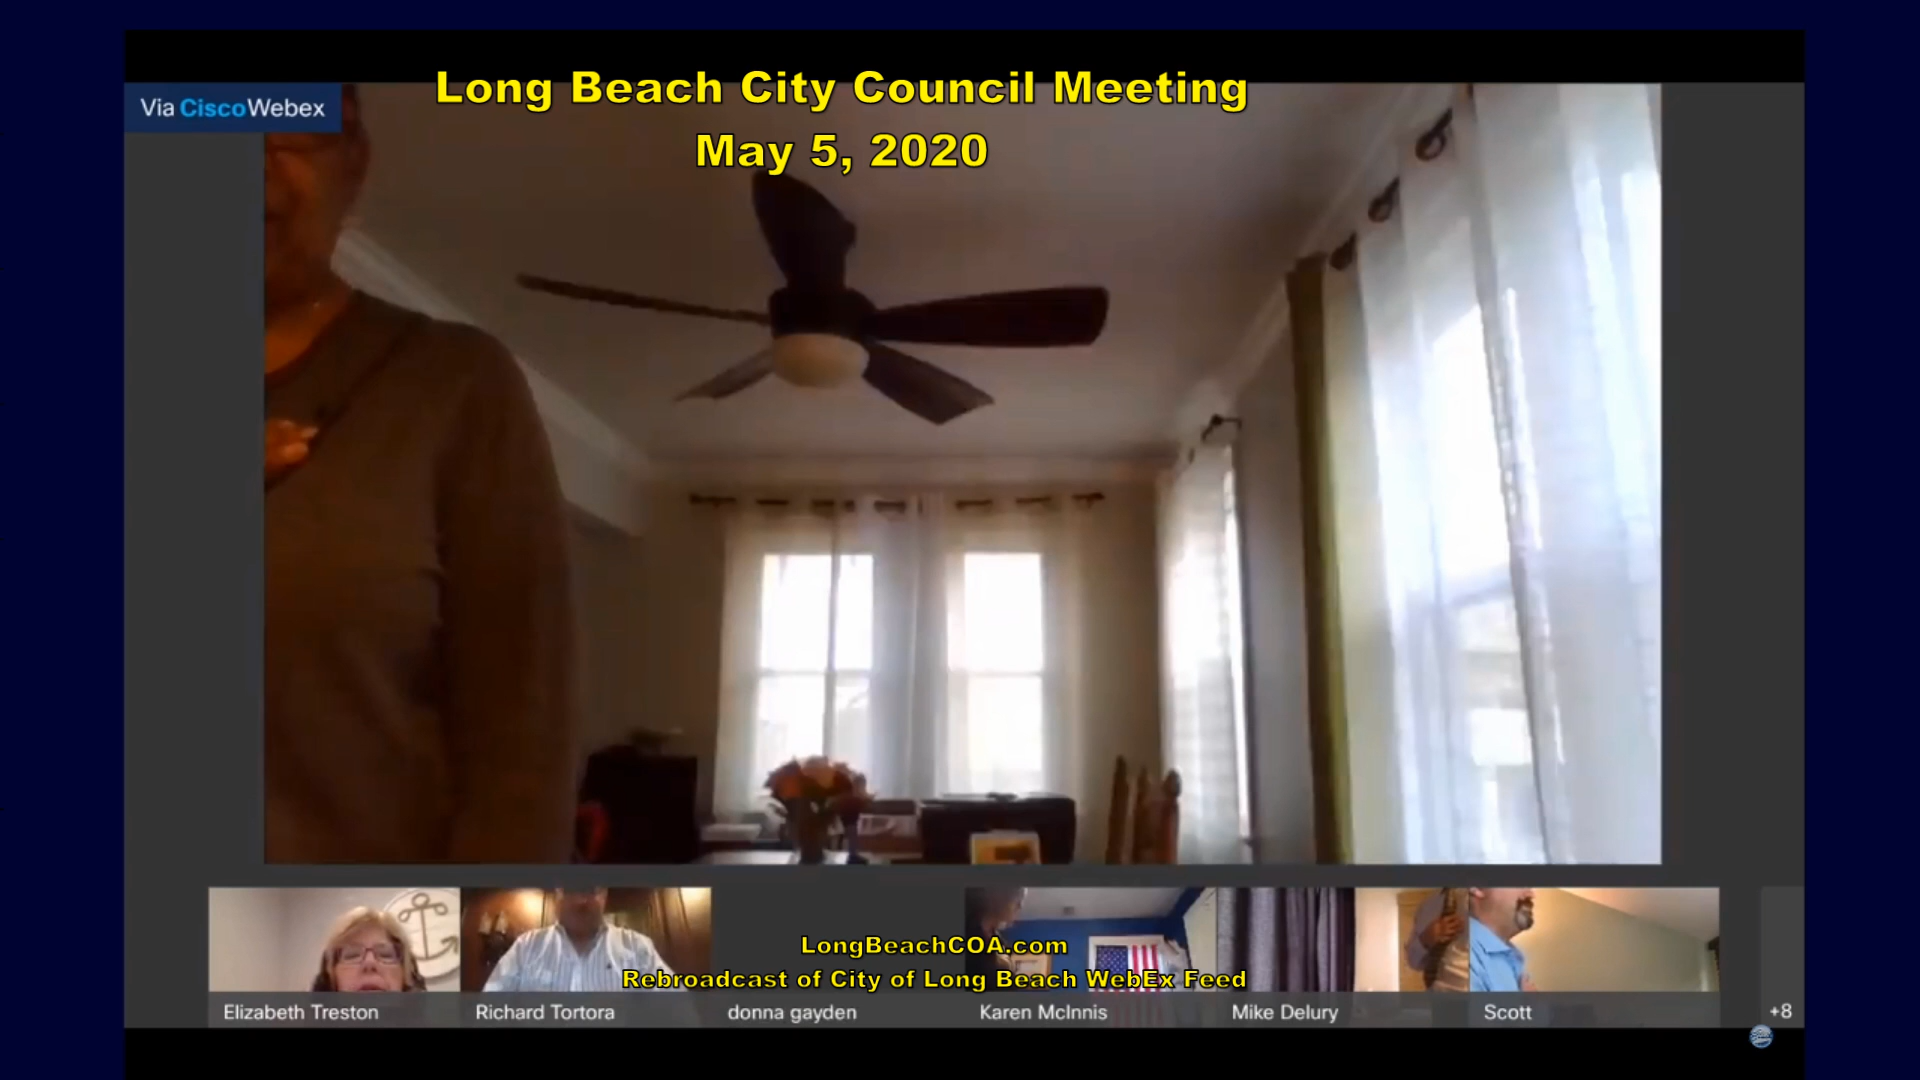 Long Beach City Council Meeting
Via CiscoWebex
May 5, 2020
LongBeachCOA.com
Rebroadcast of City of Long Beach WebEx Feed
Elizabeth Treston
Richard Tortora
donna gayden
Karen McInnis
Mike Delury
Scott
+8